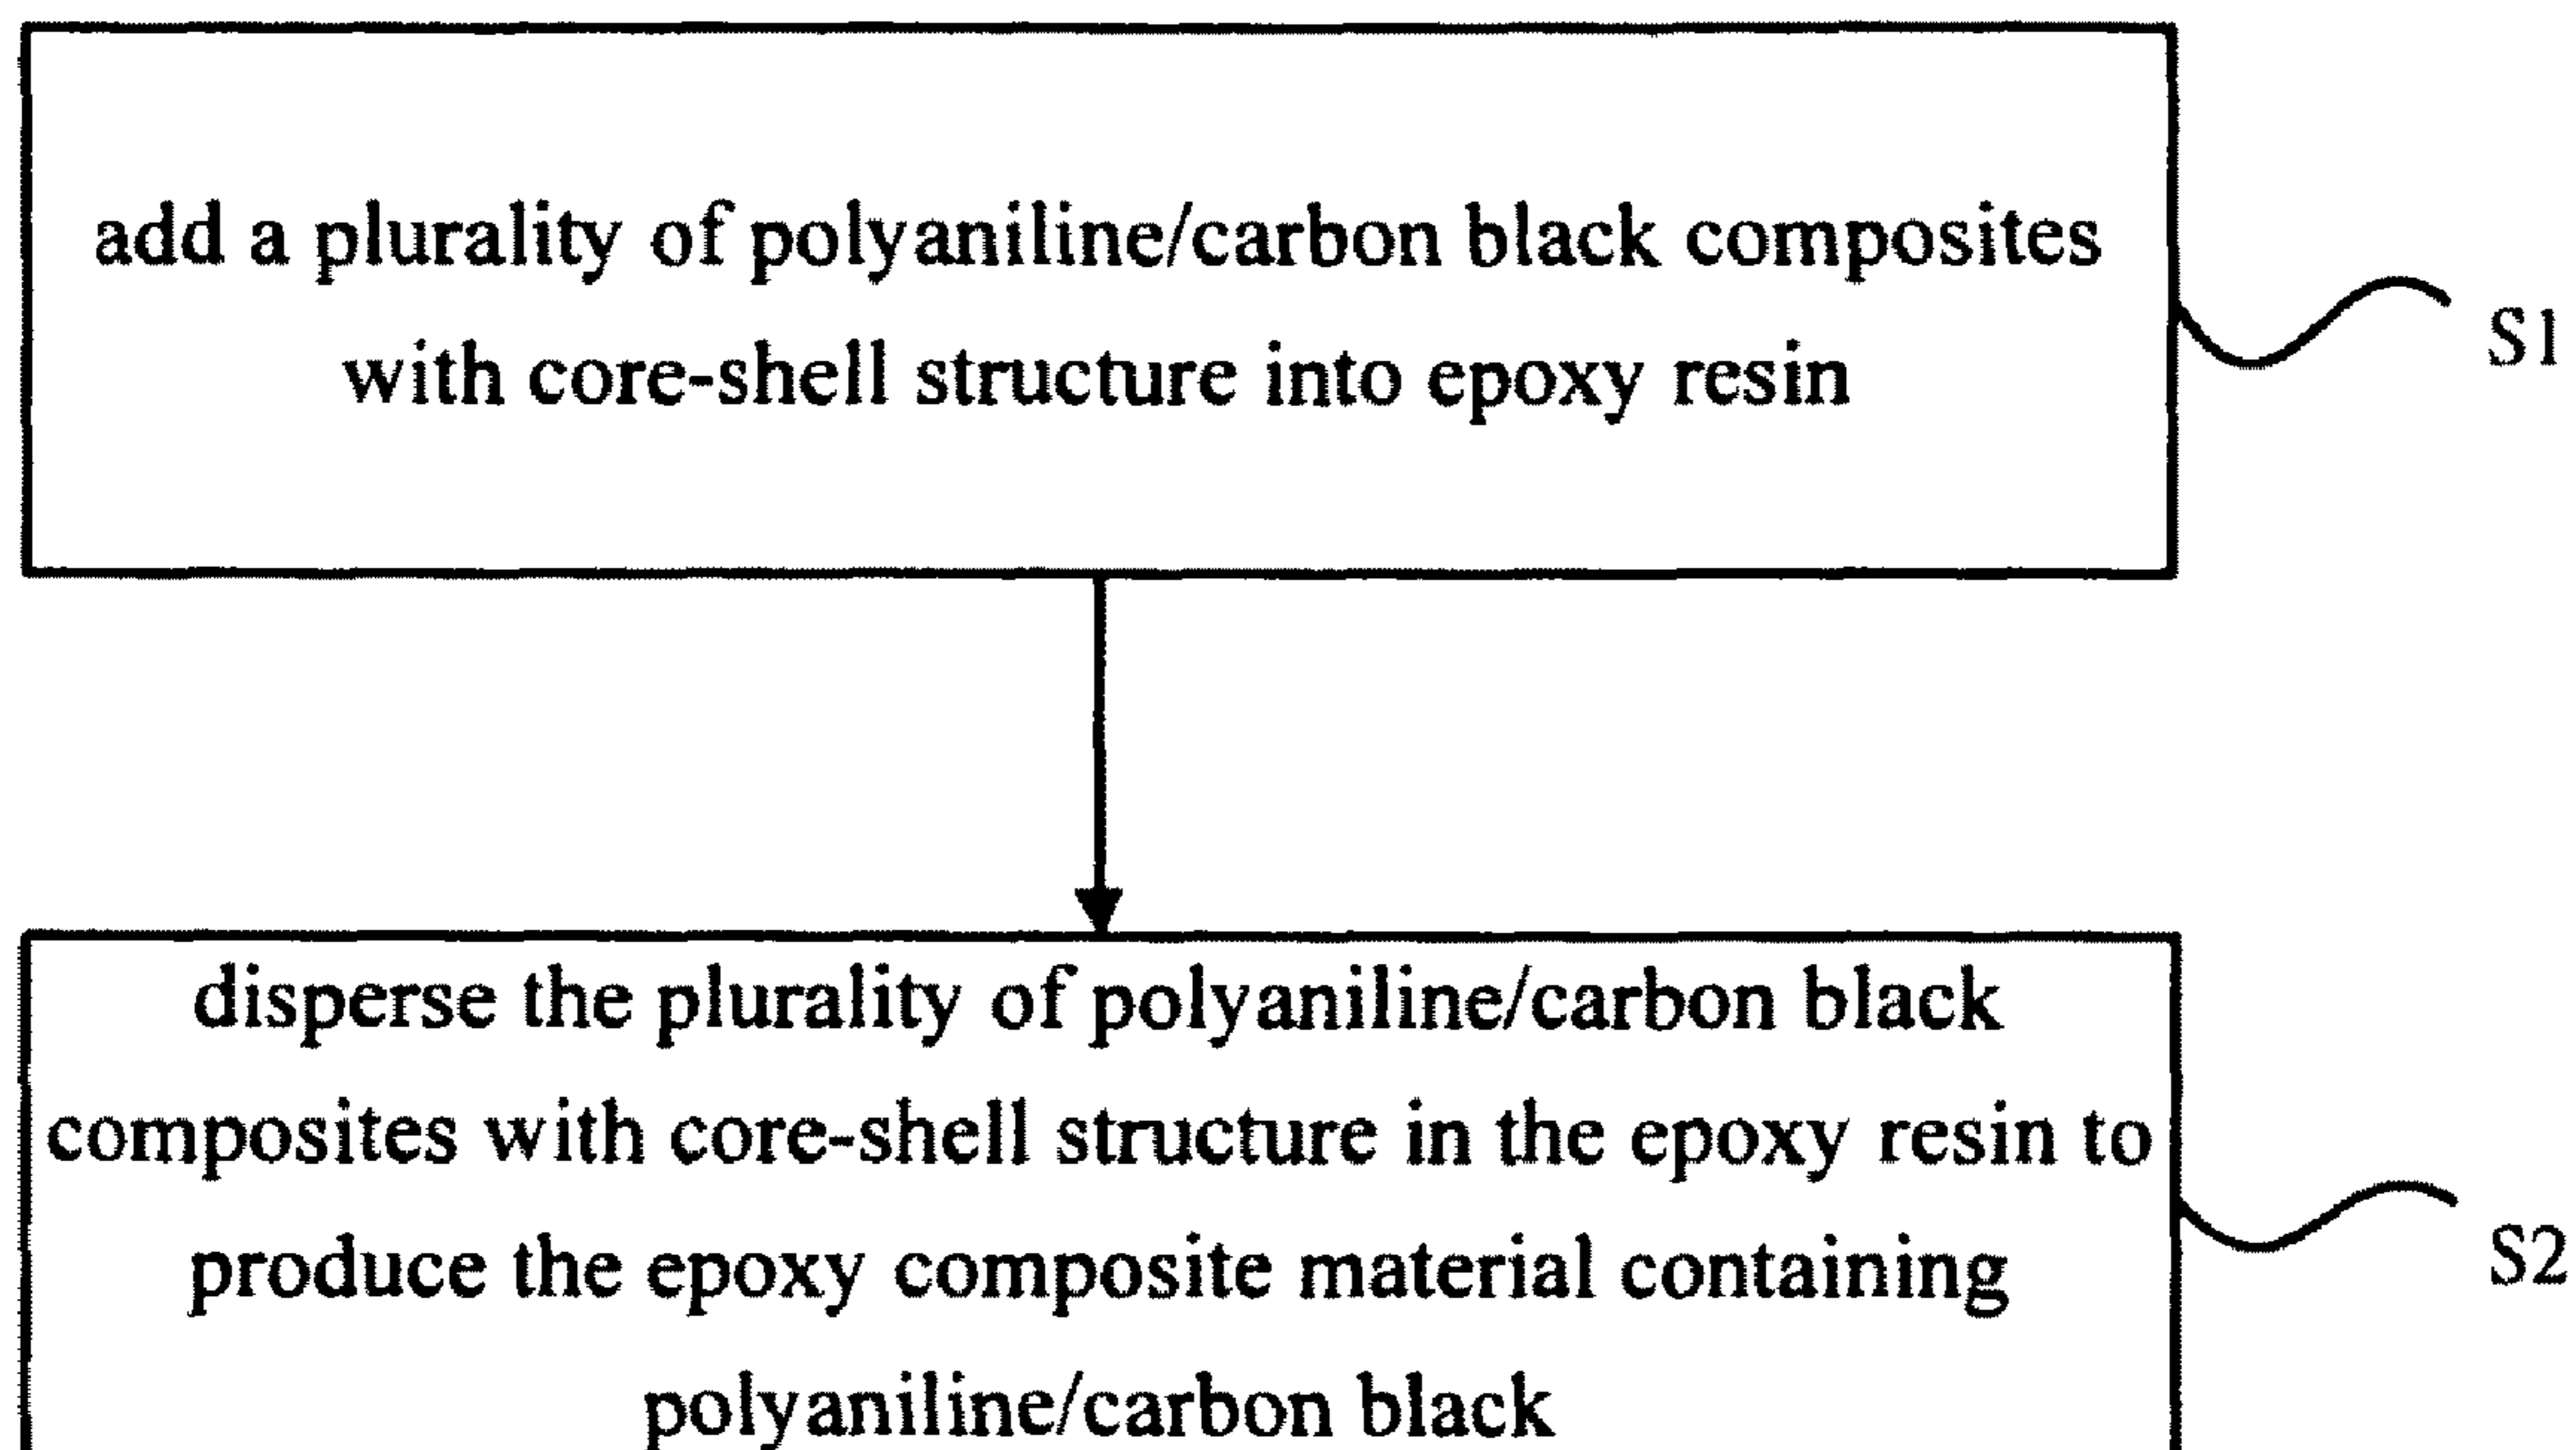 add a plurality of polyaniline/carbon black composites
with core-shell structure into epoxy resin
S1
disperse the plurality of polyaniline/carbon black
composites with core-shell structure in the epoxy resin to
produce the epoxy composite material containing
polyaniline/carbon black
S2